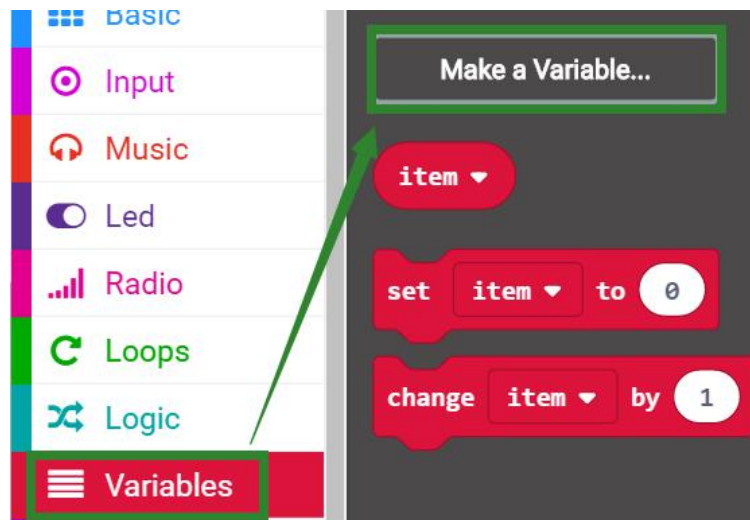 Basic
Input
Music
Led
Radio
Loops
Logic
Variables
Make a Variable...
item
set item to 0
change item by 1